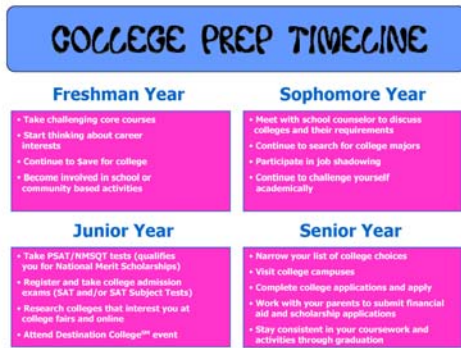 COLLEGE PREP TIMELINE
Freshman Year
• Take challenging core courses
• Start thinking about career
interests
• Continue to $ave for college
• Become involved in school or
community based activities
Sophomore Year
• Meet with school counselor to discuss
colleges and their requirements
• Continue to search for college majors
• Participate in job shadowing
• Continue to challenge yourself
academically
Junior Year
• Take PSAT/NMSQT tests (qualifies
you for National Merit Scholarships)
• Register and take college admission
exams (SAT and/or SAT Subject Tests)
• Research colleges that interest you at
college fairs and online
• Attend Destination College℠ event
Senior Year
• Narrow your list of college choices
• Visit college campuses
• Complete college applications and apply
• Work with your parents to submit financial
aid and scholarship applications
• Stay consistent in your coursework and
activities through graduation